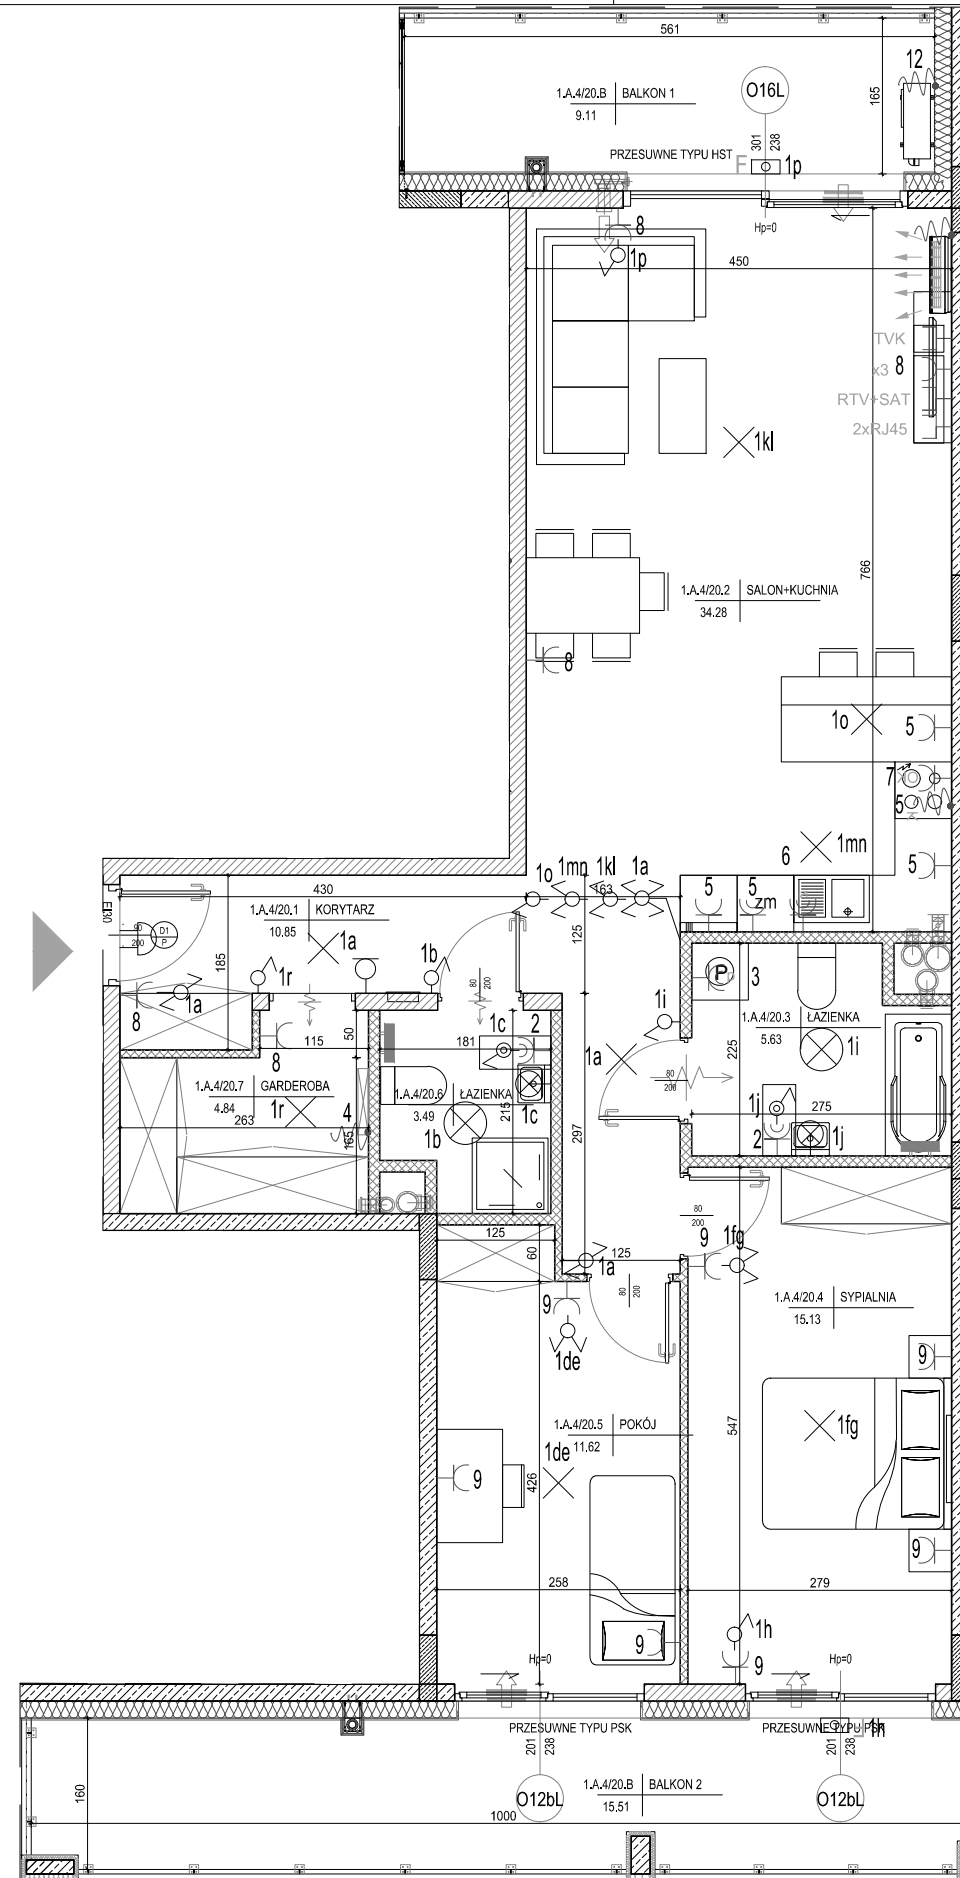 561
12
1.A.4/20.B BALKON 1
9.11
O16L
165
301
238
PRZESUWNE TYPU HST
F
1p
Hp=0
8
1p
450
TVK
x3 8
RTV+SAT
2xRJ45
1kl
766
1.A.4/20.2 SALON+KUCHNIA
34.28
8
1o
5
7
5
6
1mn
5
1o 1mn 1kl 1a
163
5
5
zm
430
1.A.4/20.1 KORYTARZ
10.85
EI30
90
200
D1
P
185
1a
1b
125
80
200
8
1a
1r
1i
P
3
1.A.4/20.3 ŁAZIENKA
5.63
1i
225
115
50
181
1c
2
1a
8
1.A.4/20.7 GARDEROBA
4.84
263
1r
4
165
1.A.4/20.6 ŁAZIENKA
3.49
1b
215
1c
80
200
275
1j
2
1j
297
125
60
80
200
9
1fg
1a
125
80
200
9
1de
1.A.4/20.4 SYPIALNIA
15.13
9
547
1fg
1.A.4/20.5 POKÓJ
11.62
1de
9
426
9
258
279
9
1h
9
Hp=0
Hp=0
PRZESUWNE TYPU PSK
PRZESUWNE TYPU PSK
1h
201
238
201
238
160
1.A.4/20.B BALKON 2
15.51
O12bL
O12bL
1000